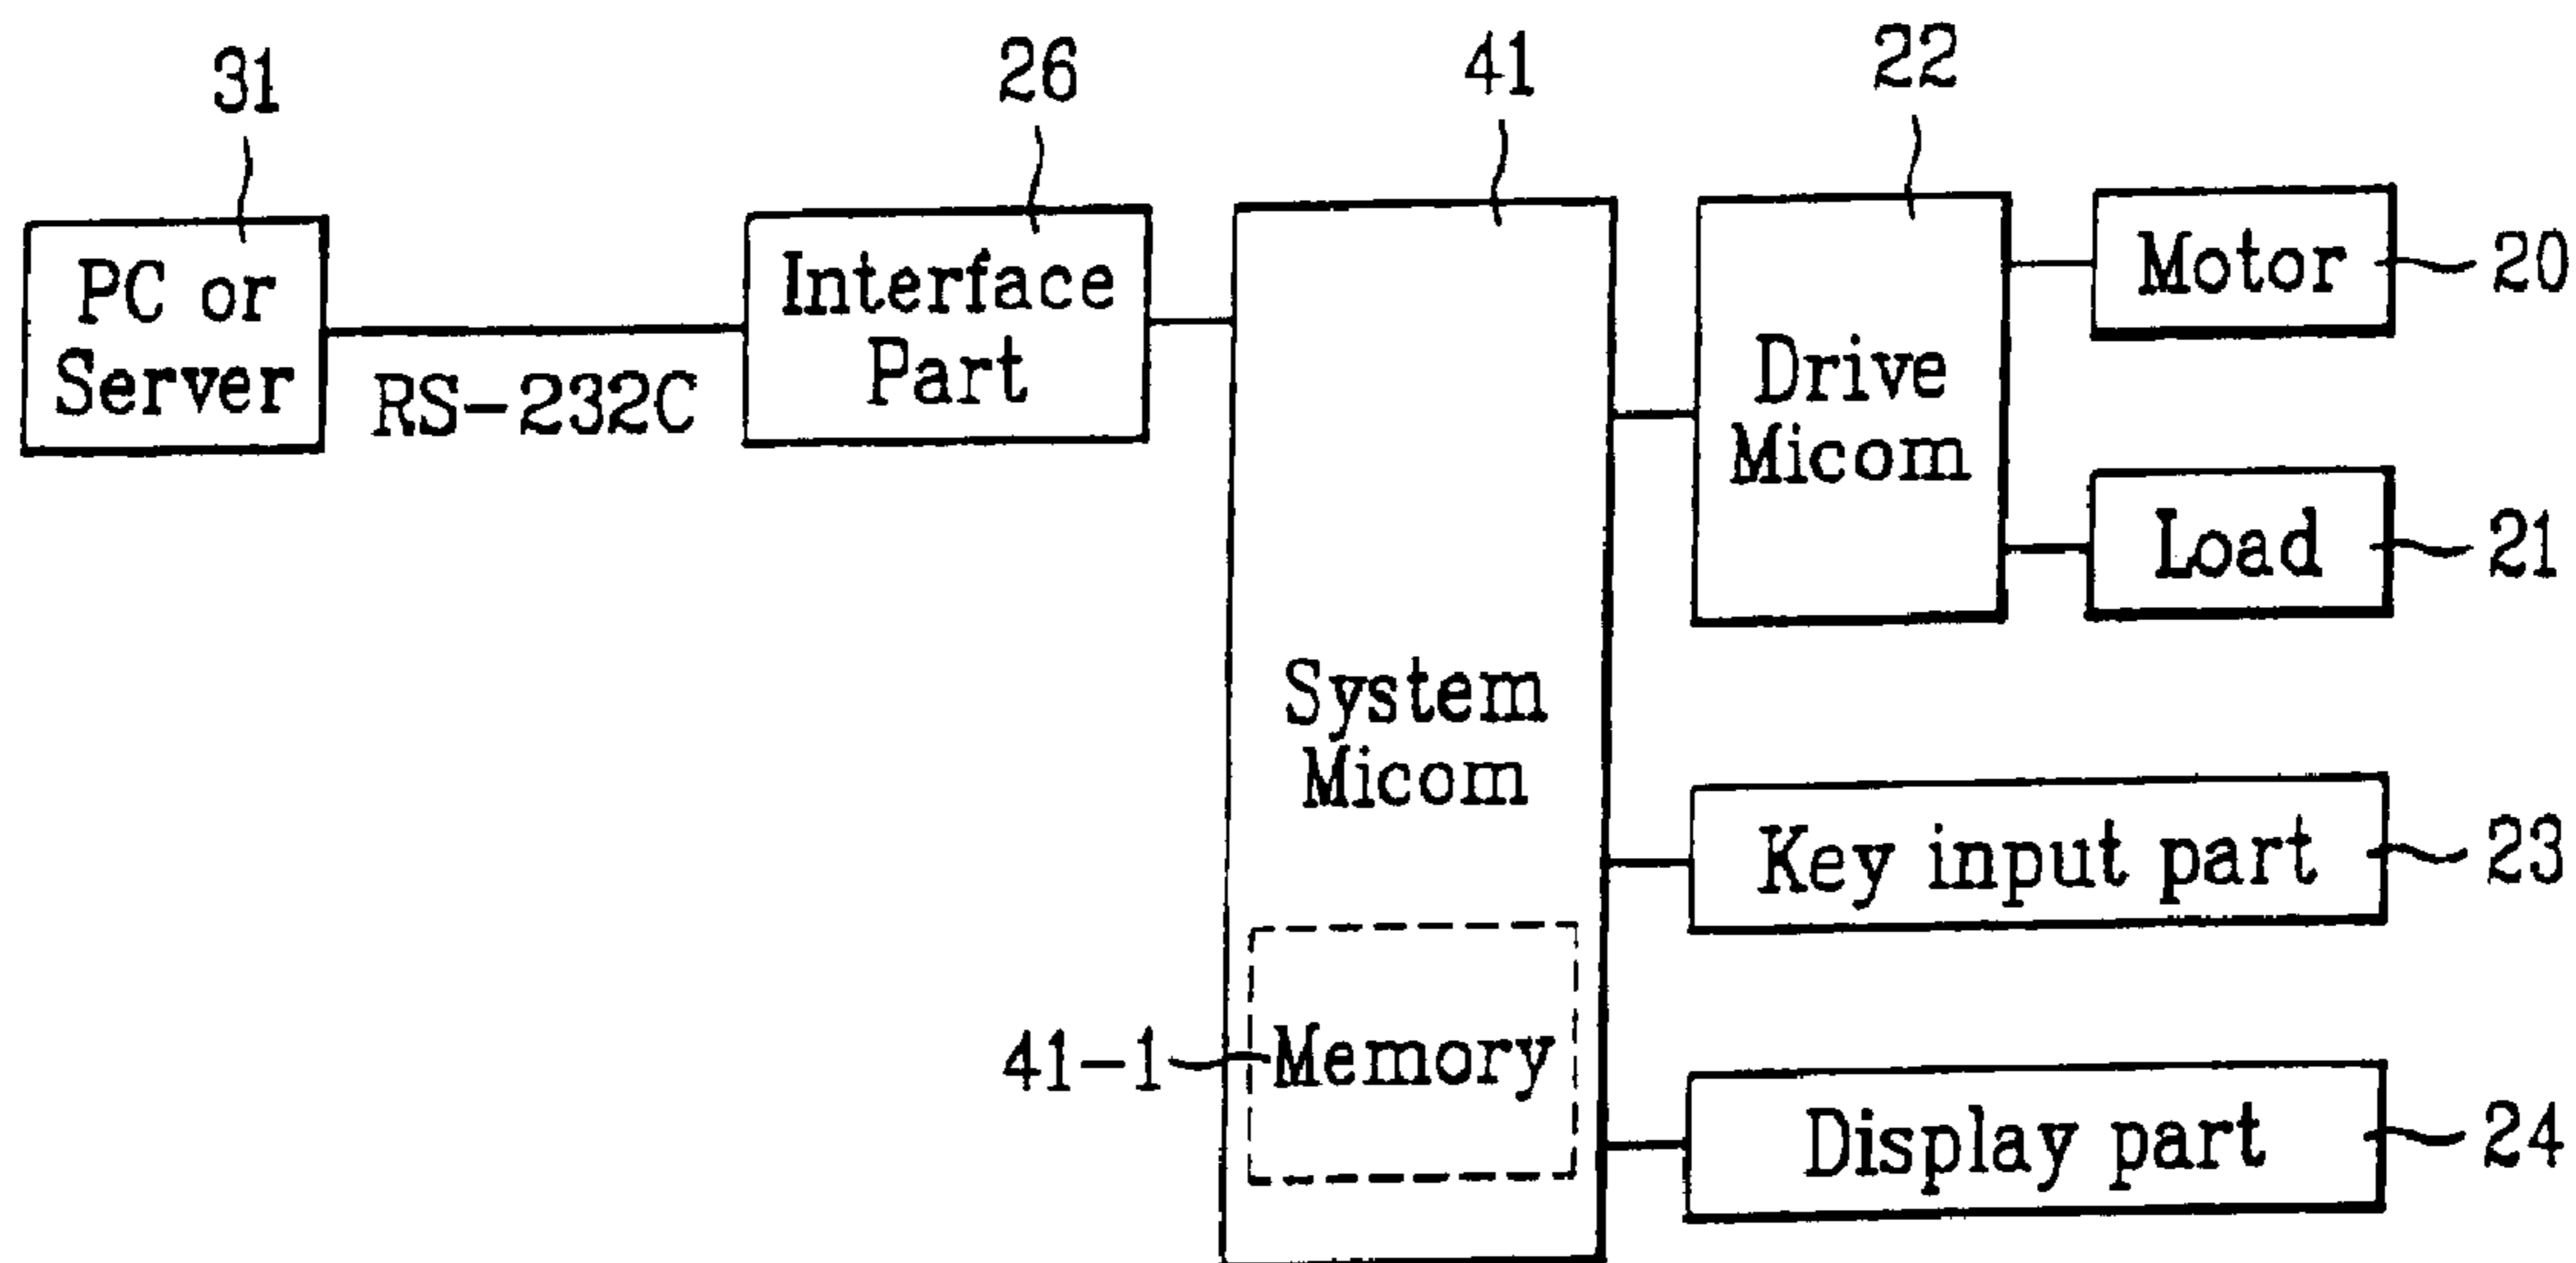 31
26
41
22
PC or
Server
RS-232C
Interface
Part
System
Micom
41-1
Memory
Drive
Micom
Motor
20
Load
21
Key input part
23
Display part
24